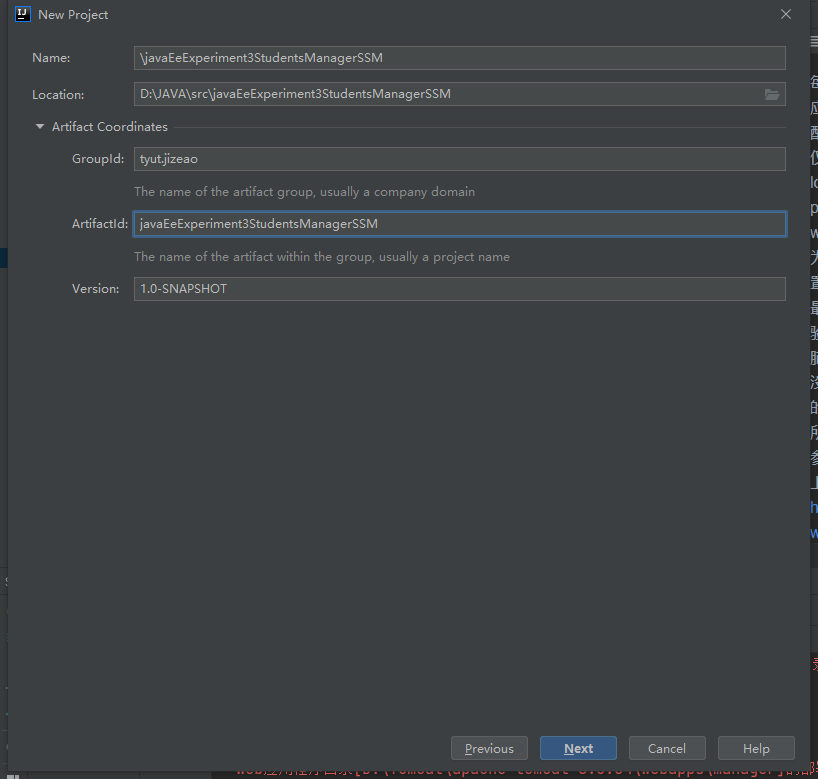 New Project
Name: \javaEeExperiment3StudentsManagerSSM
Location: D:\JAVA\src\javaEeExperiment3StudentsManagerSSM
Artifact Coordinates
GroupId: tyut.jizeao
The name of the artifact group, usually a company domain
ArtifactId: javaEeExperiment3StudentsManagerSSM
The name of the artifact within the group, usually a project name
Version: 1.0-SNAPSHOT
Previous Next Cancel Help